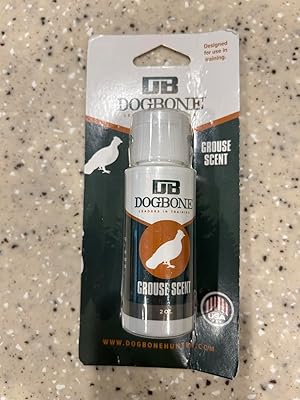 DB
DOGBONE
Designed
for use in
training.
GROUSE
SCENT
DB
DOGBONE
LEADERS IN TRAINING
GROUSE SCENT
2 OZ.
USA
WWW.DOGBONEHUNTER.COM